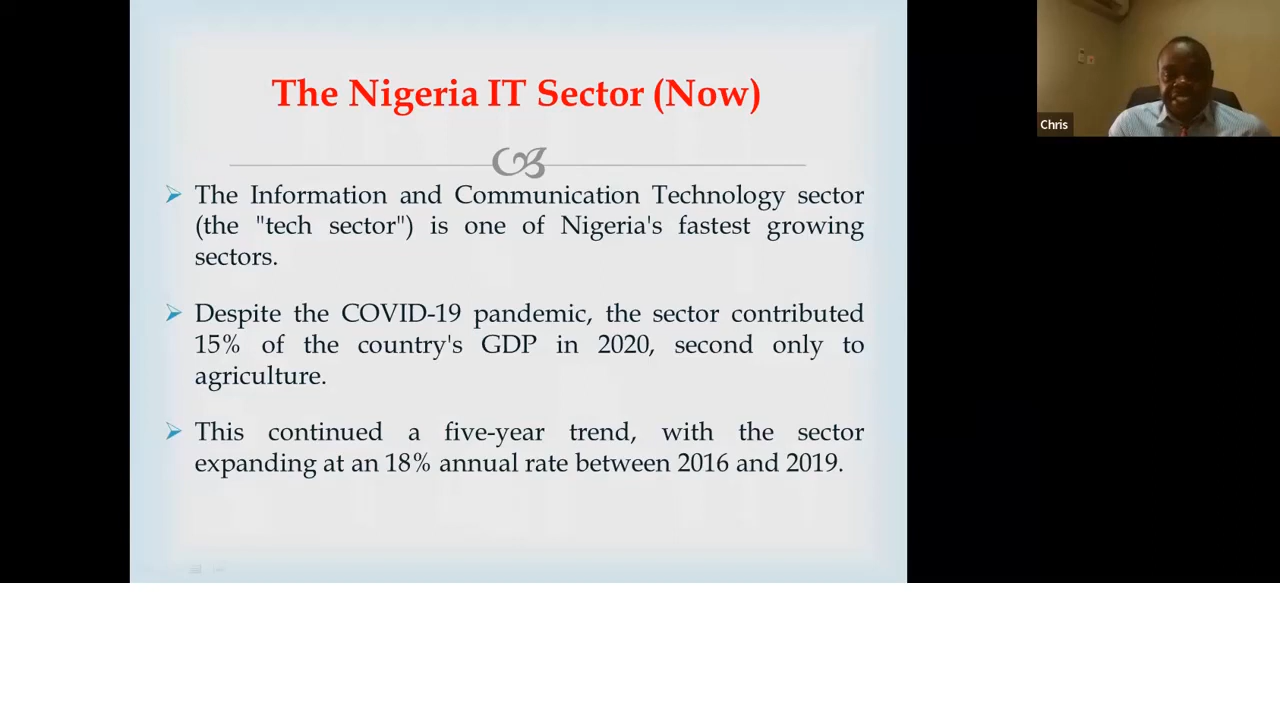 The Nigeria IT Sector (Now)
The Information and Communication Technology sector
(the "tech sector") is one of Nigeria's fastest growing
sectors.
Despite the COVID-19 pandemic, the sector contributed
15% of the country's GDP in 2020, second only to
agriculture.
This continued a five-year trend, with the sector
expanding at an 18% annual rate between 2016 and 2019.
Chris